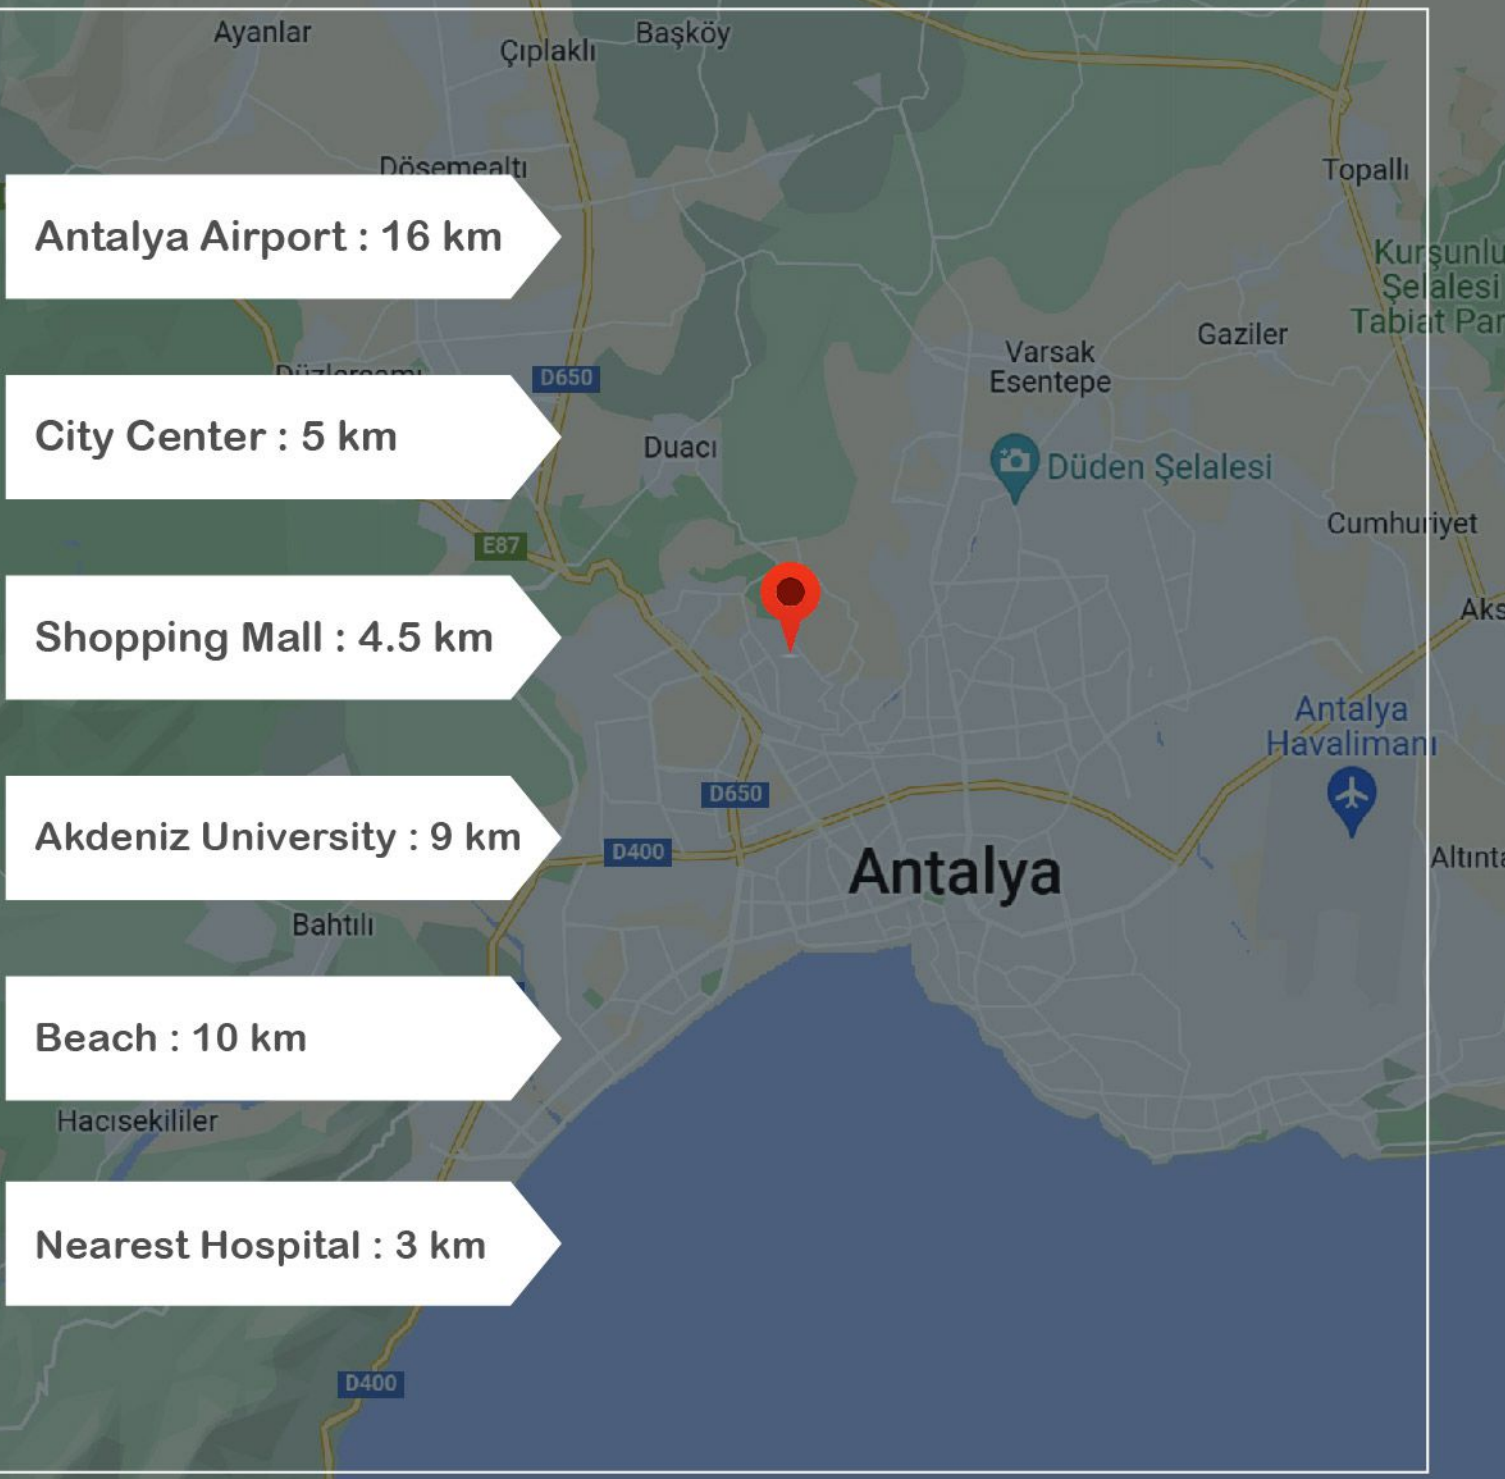 Ayanlar
Çıplaklı
Başköy
Dösemealtı
Topallı
Antalya Airport : 16 km
Kurşunlu
Şelalesi
Tabiat Par
Gaziler
Varsak
Esentepe
D650
City Center : 5 km
Duacı
Düden Şelalesi
Cumhuriyet
E87
Shopping Mall : 4.5 km
Aks
Antalya
Havalimanı
D650
Akdeniz University : 9 km
D400
Antalya
Altınta
Bahtılı
Beach : 10 km
Hacısekililer
Nearest Hospital : 3 km
D400